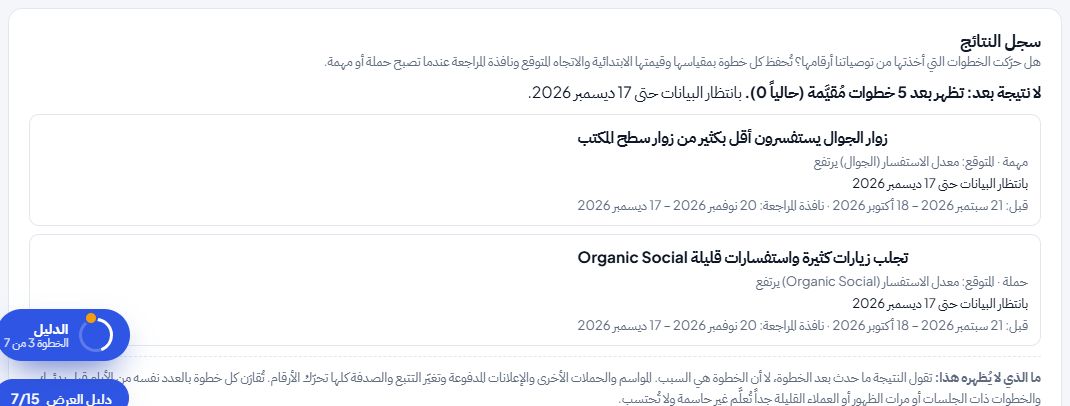 سجل النتائج
هل حرّكت الخطوات التي أخذتها من توصياتنا أرقامها؟ تُحفظ كل خطوة بمقياسها وقيمتها الابتدائية والاتجاه المتوقع ونافذة المراجعة عندما تصبح حملة أو مهمة.
لا نتيجة بعد: تظهر بعد 5 خطوات مُقيَّمة (حالياً 0). بانتظار البيانات حتى 17 ديسمبر 2026.
زوار الجوال يستفسرون أقل بكثير من زوار سطح المكتب
مهمة · المتوقع: معدل الاستفسار (الجوال) يرتفع
بانتظار البيانات حتى 17 ديسمبر 2026
قبل: 21 سبتمبر 2026 – 18 أكتوبر 2026 · نافذة المراجعة: 20 نوفمبر 2026 – 17 ديسمبر 2026
تجلب زيارات كثيرة واستفسارات قليلة Organic Social
حملة · المتوقع: معدل الاستفسار (Organic Social) يرتفع
بانتظار البيانات حتى 17 ديسمبر 2026
قبل: 21 سبتمبر 2026 – 18 أكتوبر 2026 · نافذة المراجعة: 20 نوفمبر 2026 – 17 ديسمبر 2026
الدليل
الخطوة 3 من 7
ما الذي لا يُظهره هذا: تقول النتيجة ما حدث بعد الخطوة، لا أن الخطوة هي السبب. المواسم والحملات الأخرى والإعلانات المدفوعة وتغيّر التتبع والصدفة كلها تحرّك الأرقام. تُقارَن كل خطوة بالعدد نفسه من
والخطوات ذات الجلسات أو مرات الظهور أو العملاء القليلة جداً تُعلَّم غير حاسمة ولا تُحتسب.
دليل العرض 7/15